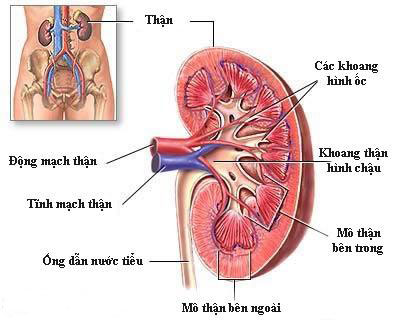 Thận
Các khoang
hình ốc
Động mạch thận
Khoang thận
hình chậu
Tĩnh mạch thận
Mô thận
bên trong
Ống dẫn nước tiểu
Mô thận bên ngoài